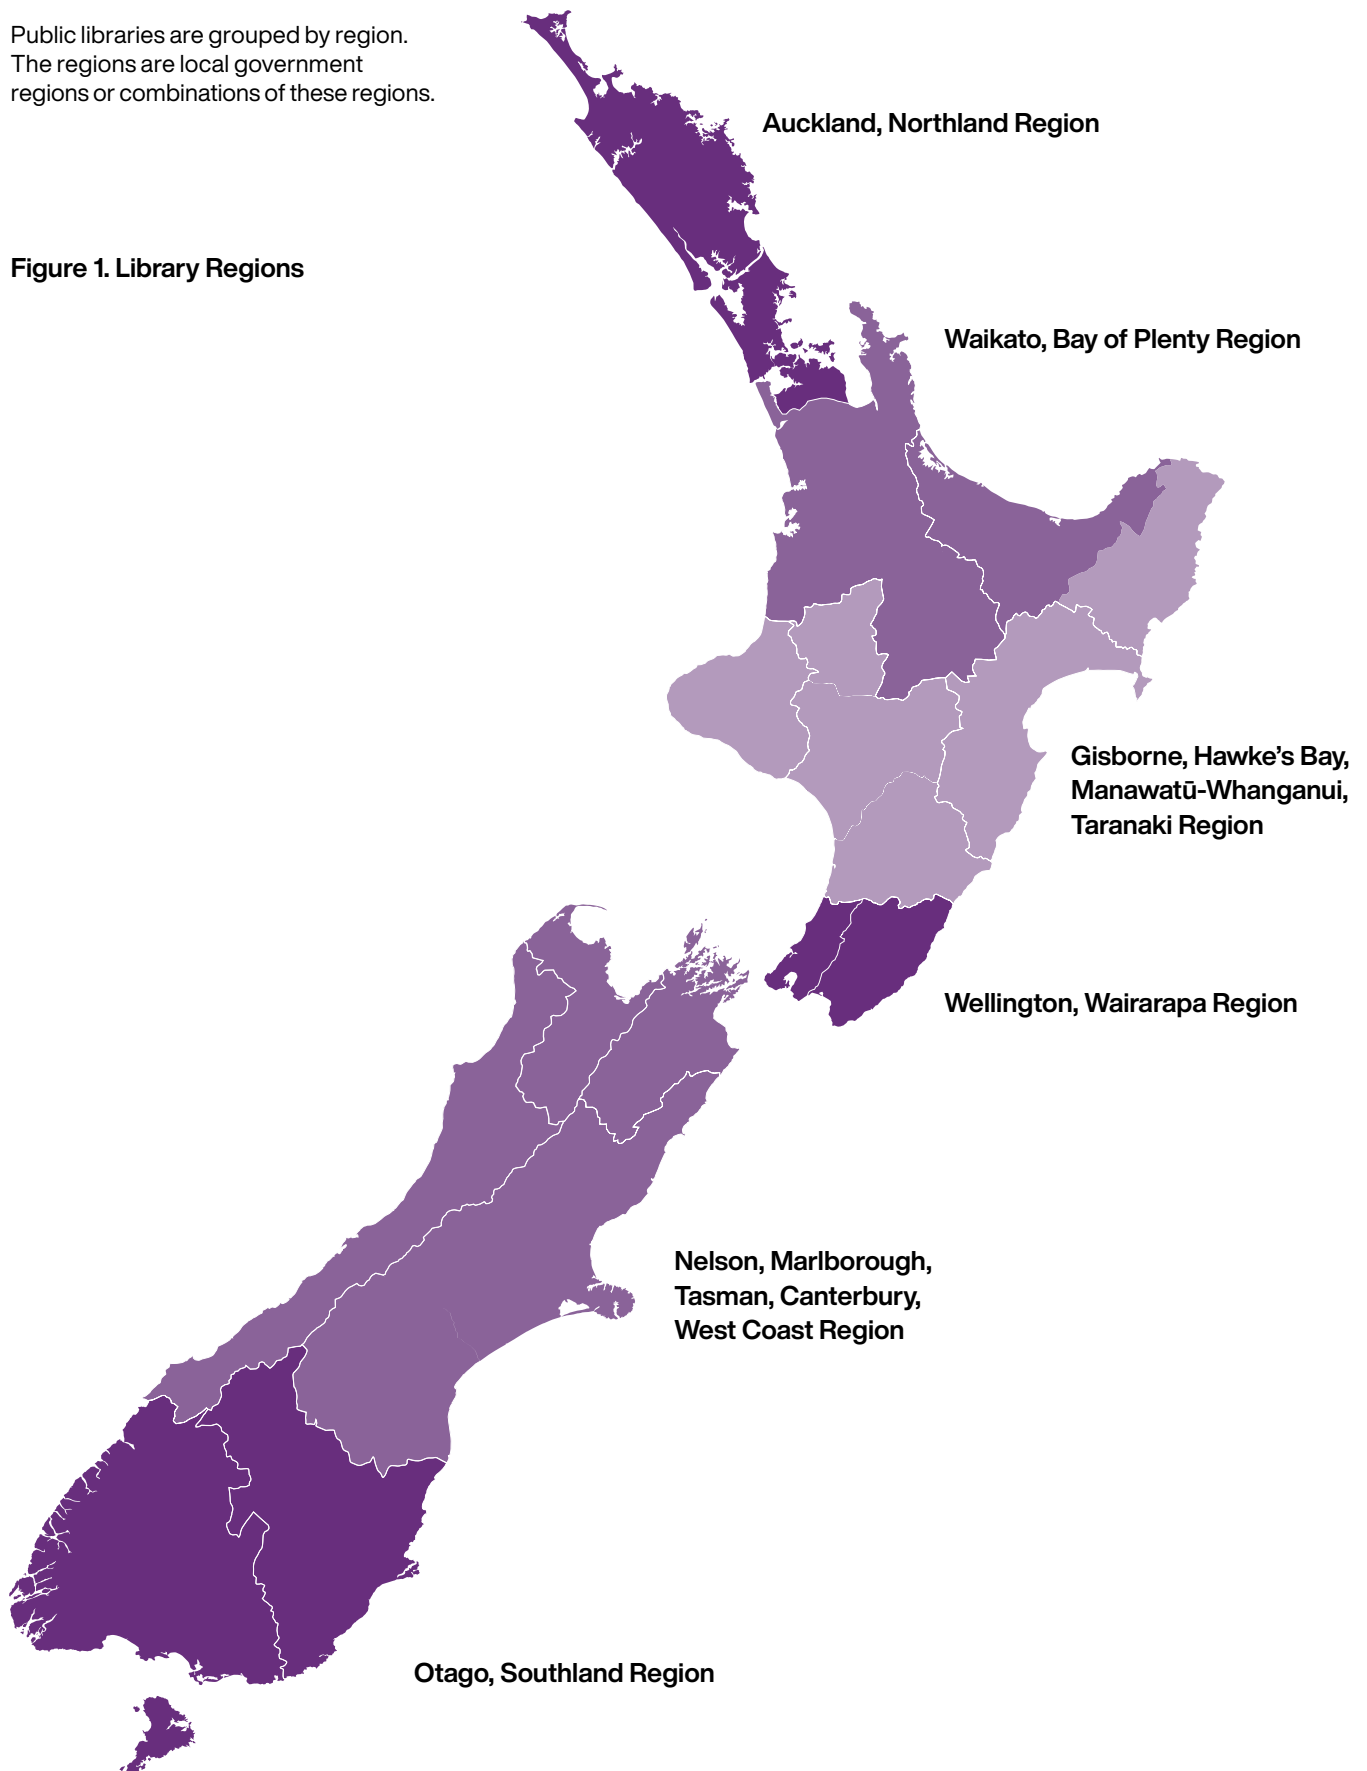 Public libraries are grouped by region.
The regions are local government
regions or combinations of these regions.
Auckland, Northland Region
Figure 1. Library Regions
Waikato, Bay of Plenty Region
Gisborne, Hawke’s Bay,
Manawatū-Whanganui,
Taranaki Region
Wellington, Wairarapa Region
Nelson, Marlborough,
Tasman, Canterbury,
West Coast Region
Otago, Southland Region